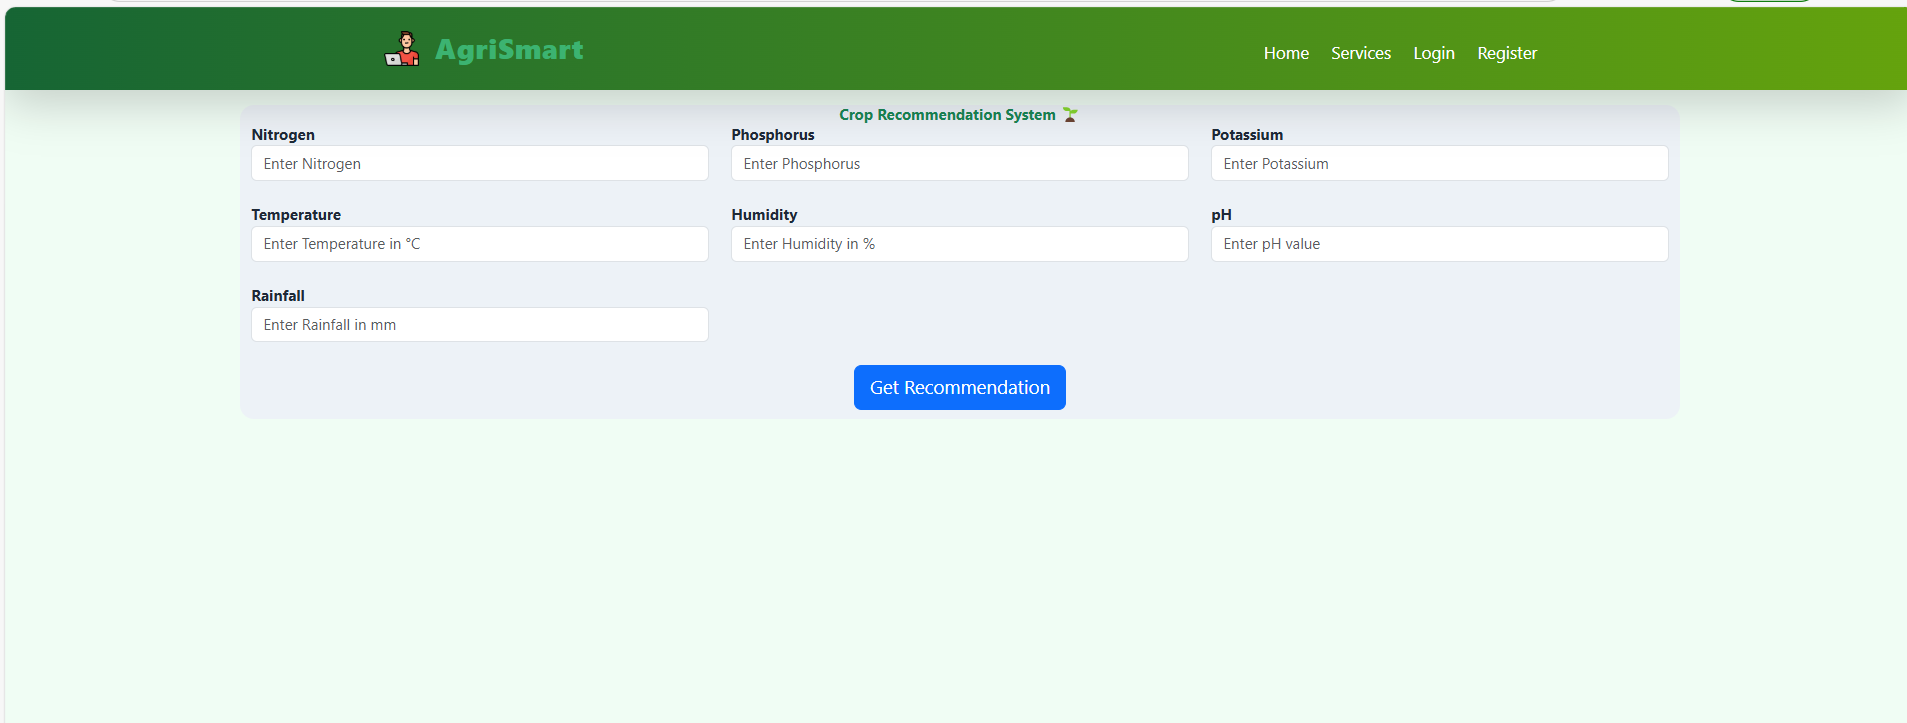 AgriSmart
Home Services Login Register
Crop Recommendation System 🌱
Nitrogen Phosphorus Potassium
Enter Nitrogen Enter Phosphorus Enter Potassium
Temperature Humidity pH
Enter Temperature in °C Enter Humidity in % Enter pH value
Rainfall
Enter Rainfall in mm
Get Recommendation